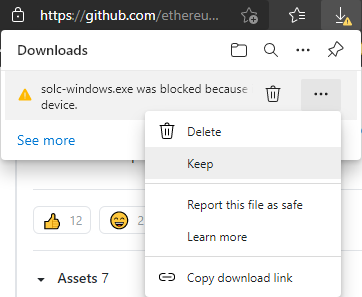 https://github.com/ethereu...
Downloads
solc-windows.exe was blocked because
device.
See more
Delete
Keep
Report this file as safe
Learn more
Copy download link
12
2
Assets 7